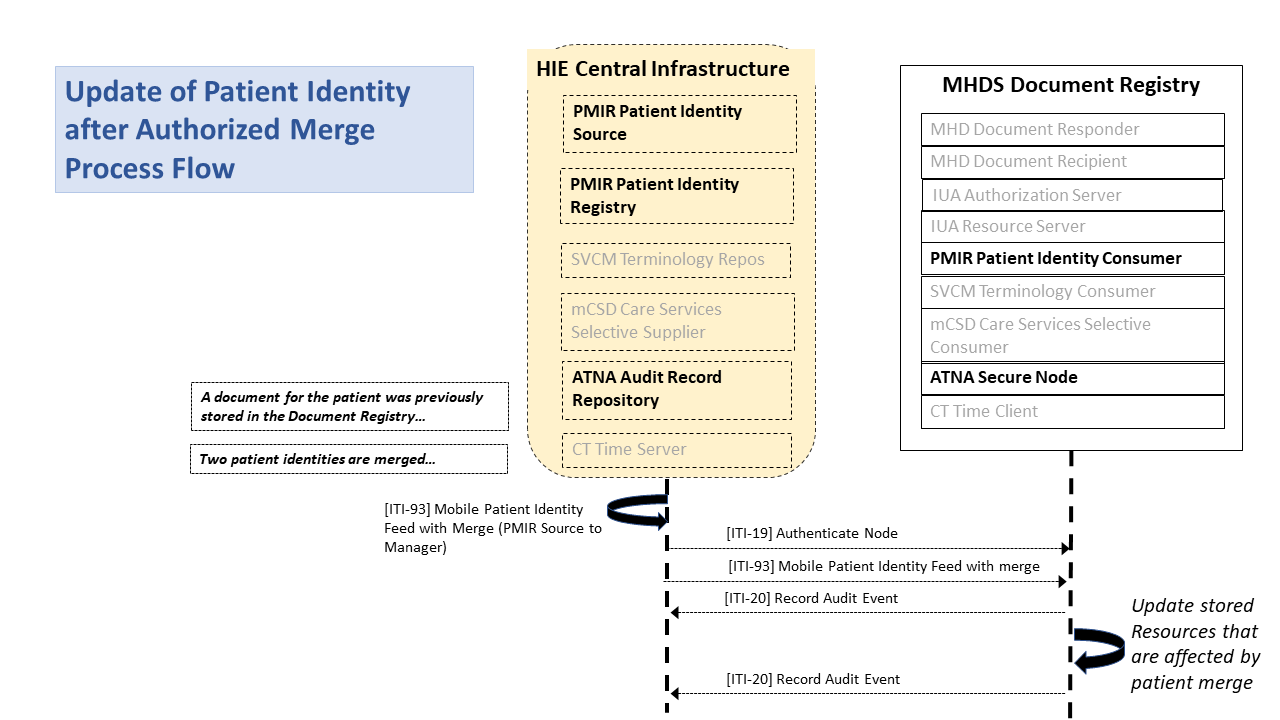 Update of Patient Identity
after Authorized Merge
Process Flow
HIE Central Infrastructure
PMIR Patient Identity
Source
PMIR Patient Identity
Registry
SVCM Terminology Repos
mCSD Care Services
Selective Supplier
ATNA Audit Record
Repository
CT Time Server
MHDS Document Registry
MHD Document Responder
MHD Document Recipient
IUA Authorization Server
IUA Resource Server
PMIR Patient Identity Consumer
SVCM Terminology Consumer
mCSD Care Services Selective
Consumer
ATNA Secure Node
CT Time Client
A document for the patient was previously
stored in the Document Registry…
Two patient identities are merged…
[ITI-93] Mobile Patient Identity
Feed with Merge (PMIR Source to
Manager)
[ITI-19] Authenticate Node
[ITI-93] Mobile Patient Identity Feed with merge
[ITI-20] Record Audit Event
Update stored
Resources that
are affected by
patient merge
[ITI-20] Record Audit Event